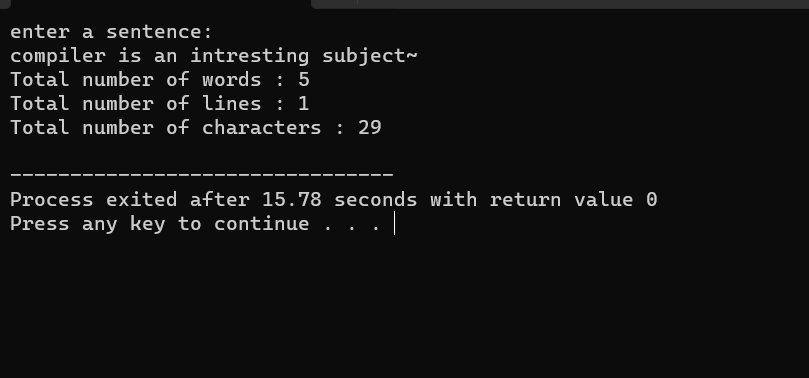 enter a sentence:
compiler is an intresting subject~
Total number of words : 5
Total number of lines : 1
Total number of characters : 29
--------------------------------
Process exited after 15.78 seconds with return value 0
Press any key to continue . . .